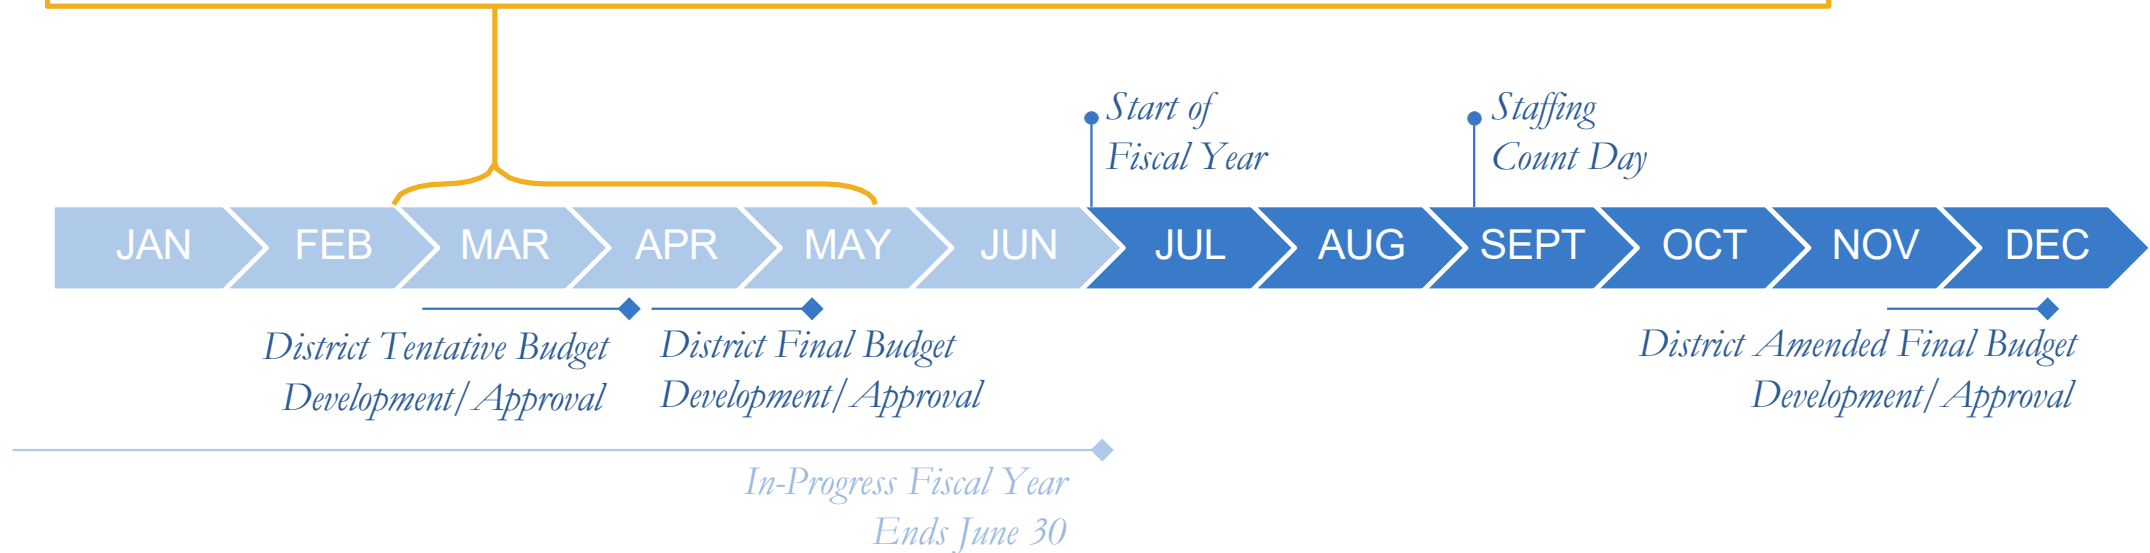 Start of
Fiscal Year
Staffing
Count Day
JAN
FEB
MAR
APR
MAY
JUN
JUL
AUG
SEPT
OCT
NOV
DEC
District Tentative Budget
Development/Approval
District Final Budget
Development/Approval
District Amended Final Budget
Development/Approval
In-Progress Fiscal Year
Ends June 30